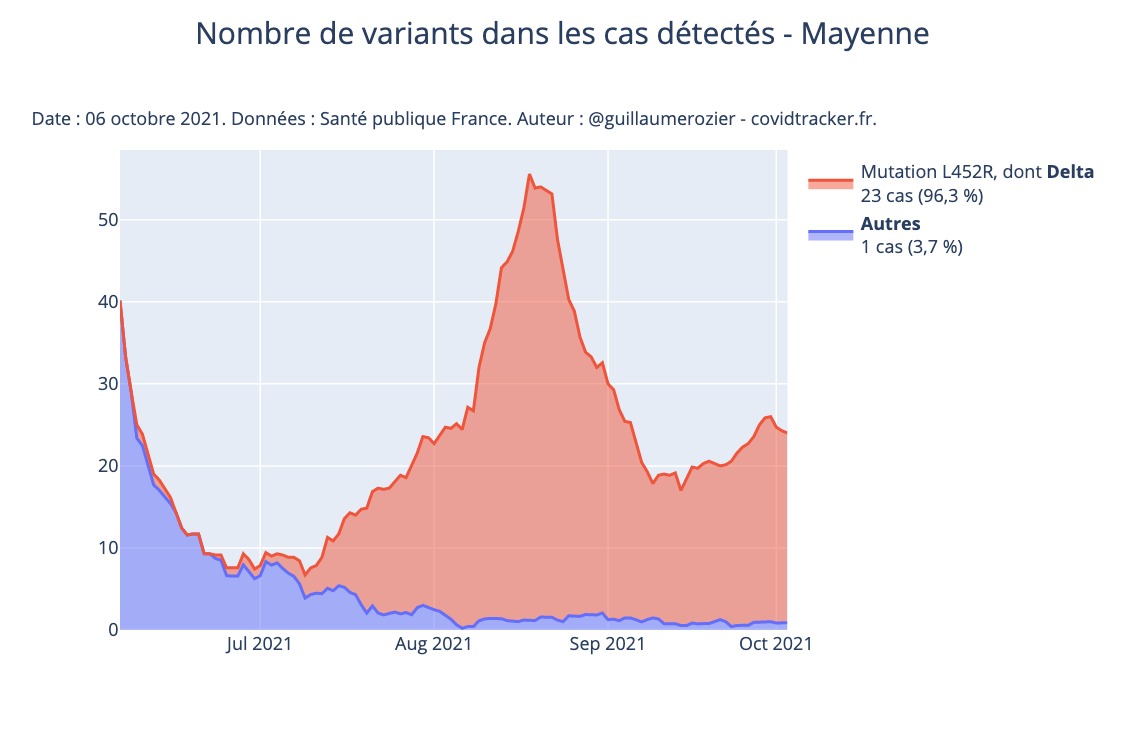 Nombre de variants dans les cas détectés - Mayenne
Date : 06 octobre 2021. Données : Santé publique France. Auteur : @guillaumerozier - covidtracker.fr.
Mutation L452R, dont Delta
23 cas (96,3 %)
Autres
1 cas (3,7 %)
50
40
30
20
10
0
Jul 2021
Aug 2021
Sep 2021
Oct 2021